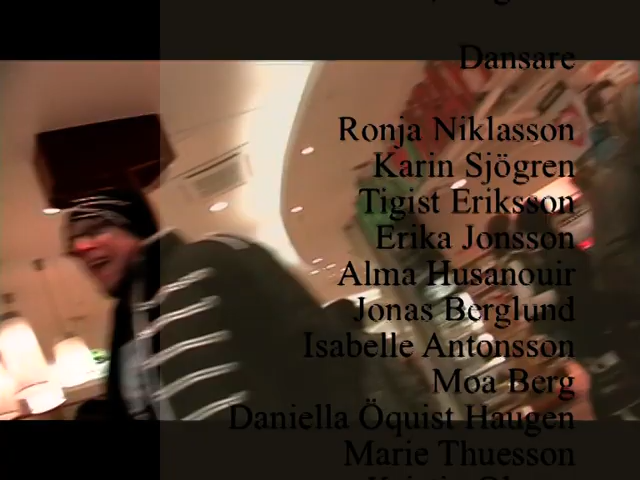 Dansare
Ronja Niklasson
Karin Sjögren
Tigist Eriksson
Erika Jonsson
Alma Husanouir
Jonas Berglund
Isabelle Antonsson
Moa Berg
Daniella Öquist Haugen
Marie Thuesson